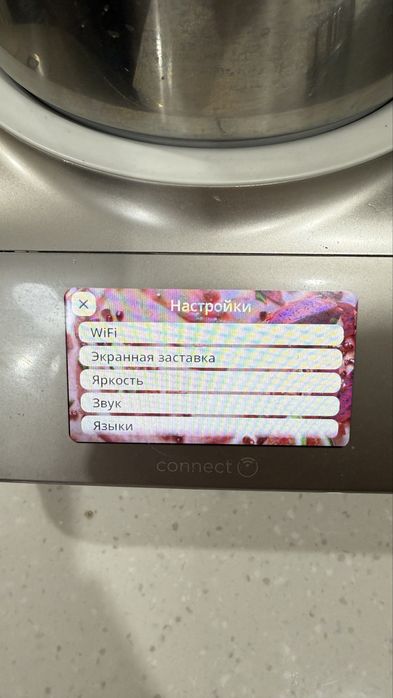 Настройки
WiFi
Экранная заставка
Яркость
Звук
Языки
connect